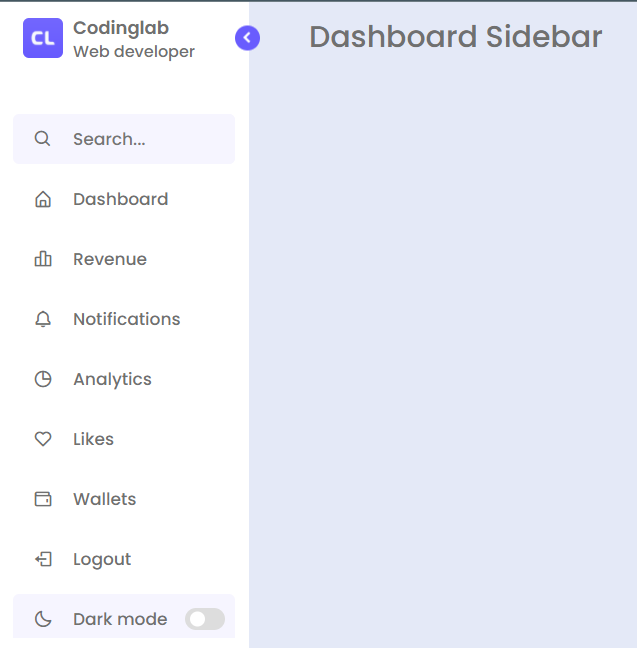 CL
Codinglab
Web developer
Dashboard Sidebar
Search...
Dashboard
Revenue
Notifications
Analytics
Likes
Wallets
Logout
Dark mode